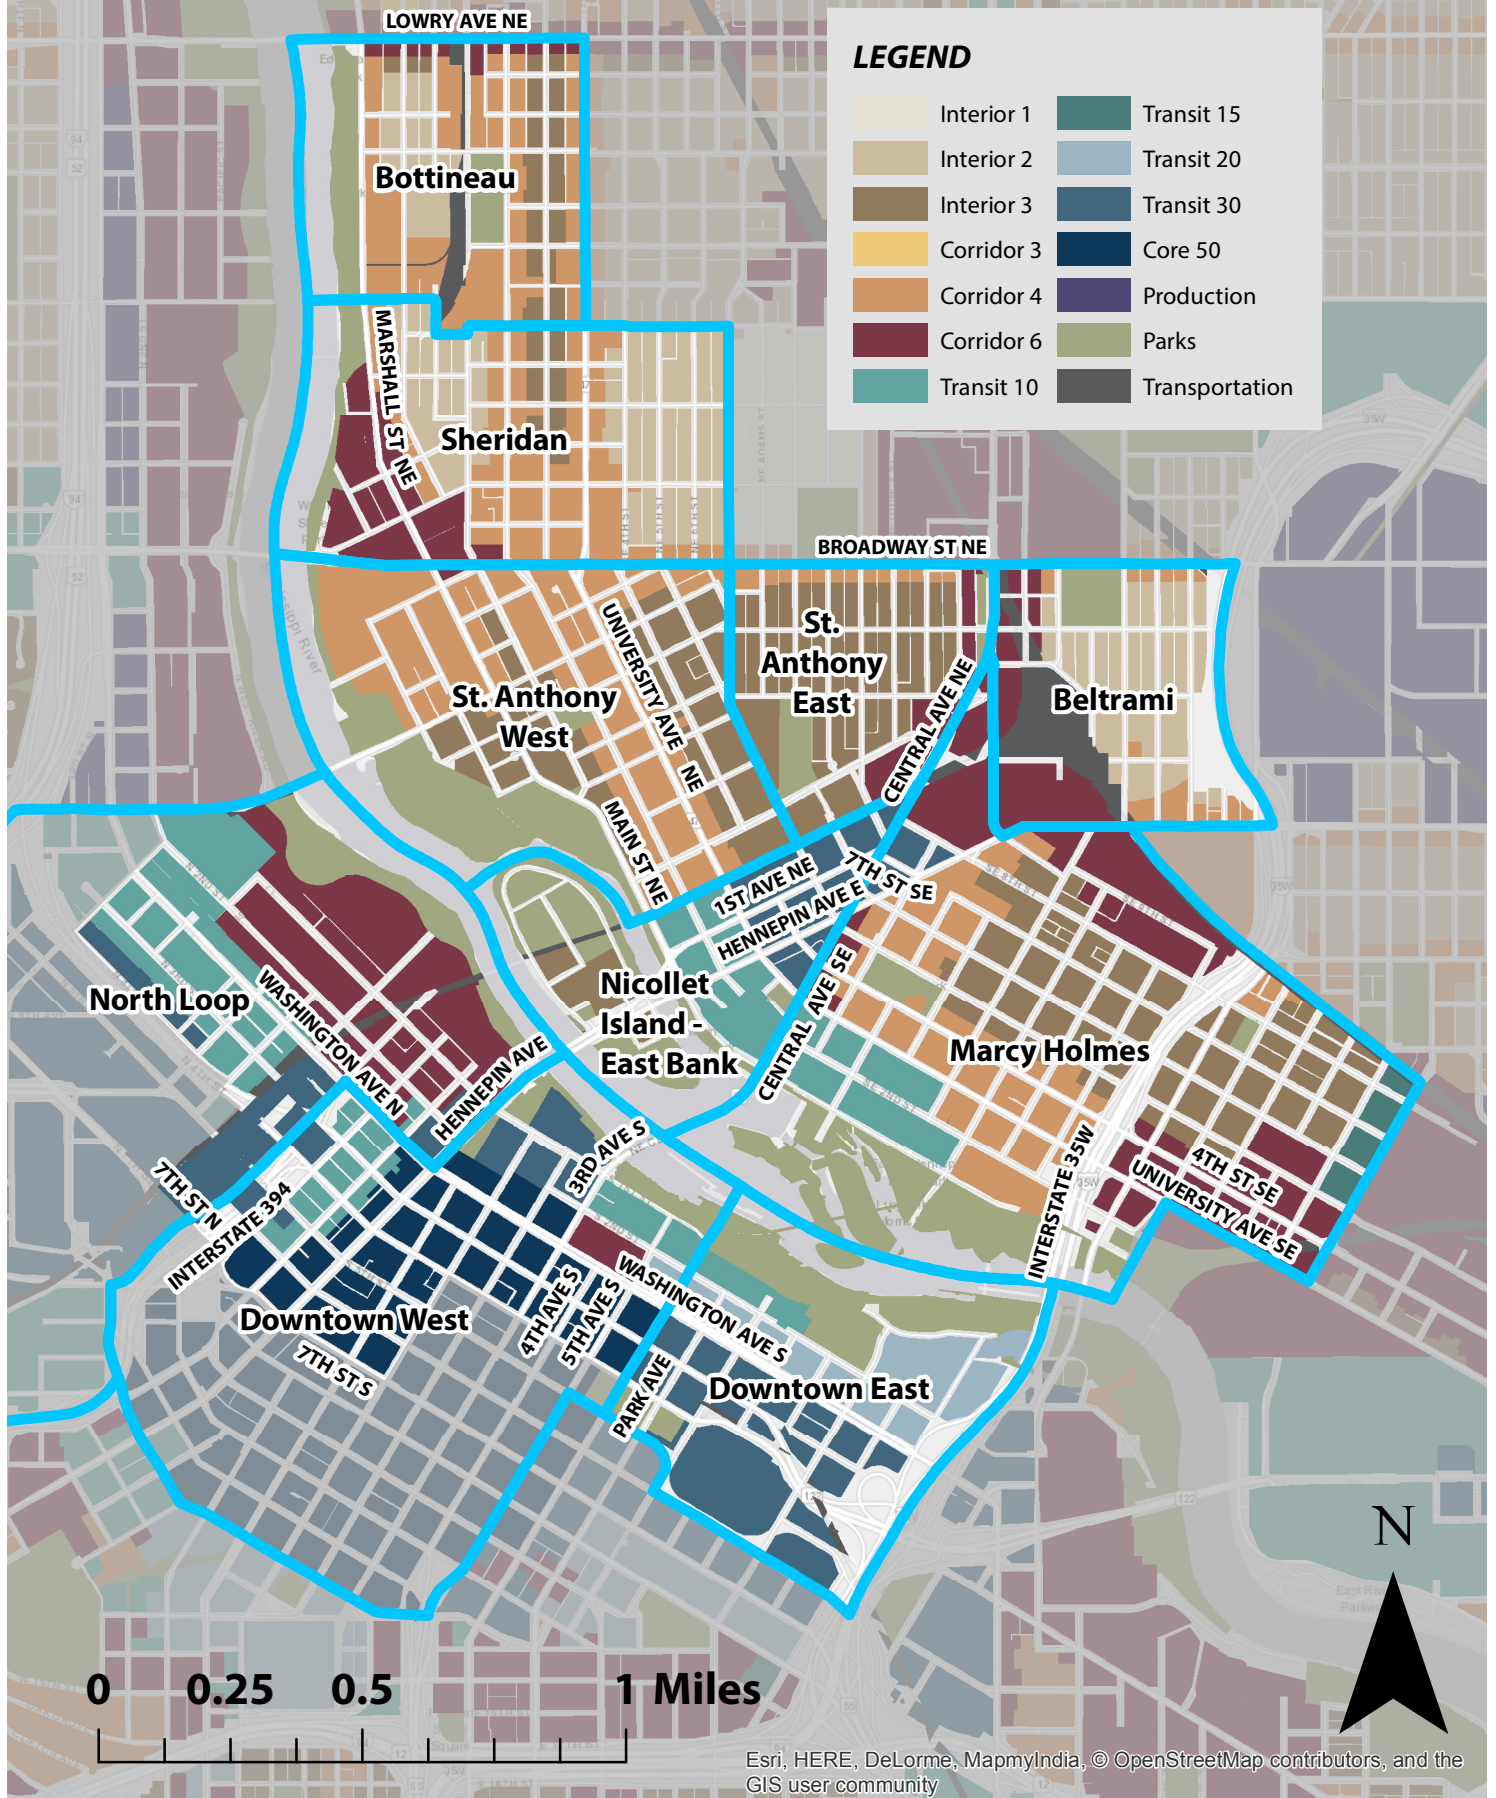 LOWRY AVE NE
LEGEND
Interior 1
Interior 2
Interior 3
Corridor 3
Corridor 4
Corridor 6
Transit 10
Transit 15
Transit 20
Transit 30
Core 50
Production
Parks
Transportation
Bottineau
MARSHALL ST NE
Sheridan
BROADWAY ST NE
UNIVERSITY AVE NE
St.
Anthony
East
St. Anthony
West
CENTRAL AVE NE
Beltrami
MAIN ST NE
1ST AVE NE
7TH ST SE
HENNEPIN AVE E
North Loop
WASHINGTON AVE N
Nicollet
Island -
East Bank
CENTRAL AVE SE
Marcy Holmes
HENNEPIN AVE
3RD AVE S
INTERSTATE 35W
4TH ST SE
UNIVERSITY AVE SE
7TH ST N
INTERSTATE 394
Downtown West
7TH ST S
4TH AVE S
5TH AVE S
WASHINGTON AVE S
PARK AVE
Downtown East
N
0 0.25 0.5 1 Miles
Esri, HERE, DeLorme, MapmyIndia, © OpenStreetMap contributors, and the
GIS user community